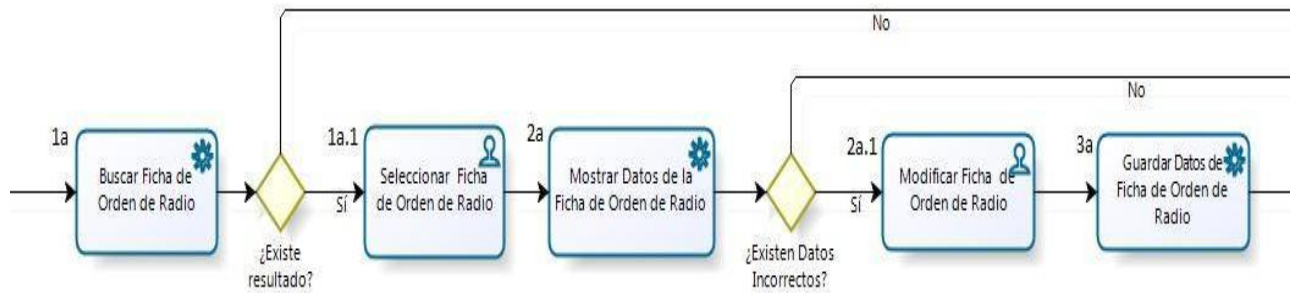 No
No
1a
Buscar Ficha de
Orden de Radio
¿Existe
resultado?
Sí
1a.1
Seleccionar Ficha
de Orden de Radio
2a
Mostrar Datos de la
Ficha de Orden de Radio
¿Existen Datos
Incorrectos?
Sí
2a.1
Modificar Ficha de
Orden de Radio
3a
Guardar Datos de
Ficha de Orden de
Radio